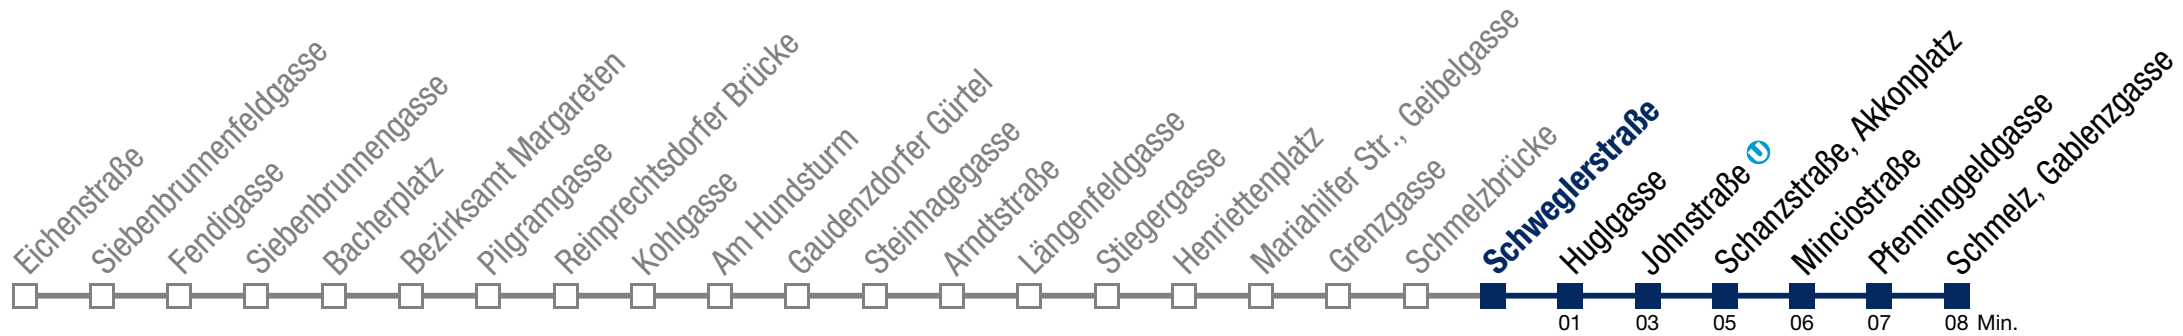 Eichenstraße
Siebenbrunnenfeldgasse
Fendigasse
Siebenbrunnengasse
Bacherplatz
Bezirksamt Margareten
Pilgramgasse
Reinprechtsdorfer Brücke
Kohlgasse
Am Hundsturm
Gaudenzdorfer Gürtel
Steinhagegasse
Arndtstraße
Längenfeldgasse
Stiegergasse
Henriettenplatz
Mariahilfer Str., Geibelgasse
Grenzgasse
Schmelzbrücke
Schweglerstraße
Huglgasse
Johnstraße U
Schanzstraße, Akkonplatz
Minciostraße
Pfenninggeldgasse
Schmelz, Gablenzgasse
01 03 05 06 07 08 Min.